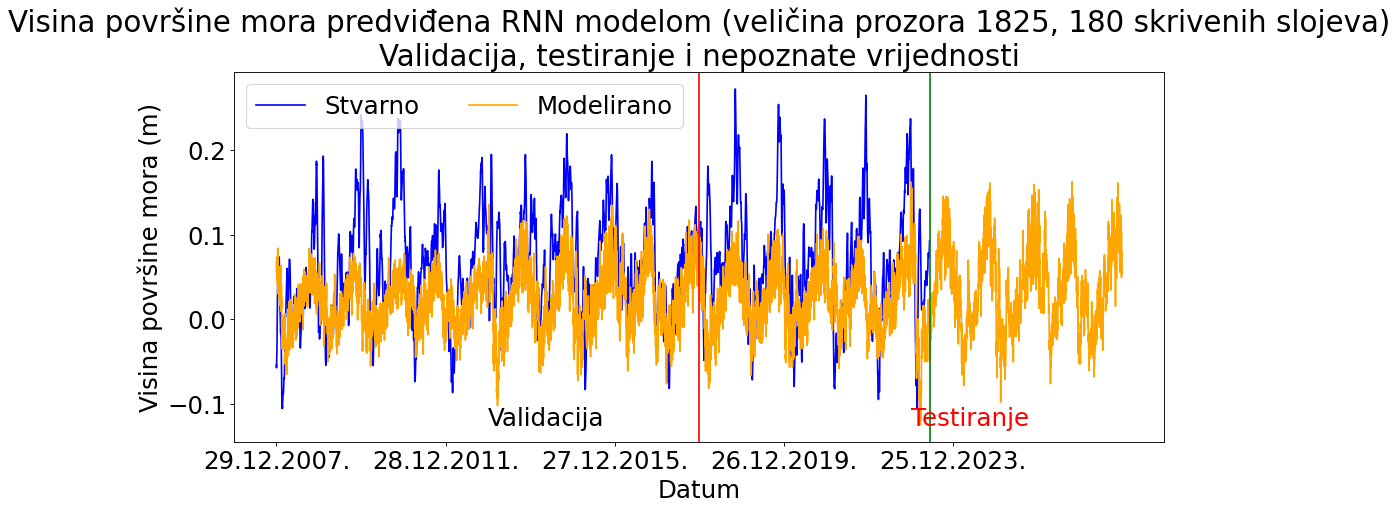 Visina površine mora predviđena RNN modelom (veličina prozora 1825, 180 skrivenih slojeva)
Validacija, testiranje i nepoznate vrijednosti
Stvarno
Modelirano
Visina površine mora (m)
0.2
0.1
0.0
−0.1
Validacija
Testiranje
29.12.2007.
28.12.2011.
27.12.2015.
26.12.2019.
25.12.2023.
Datum